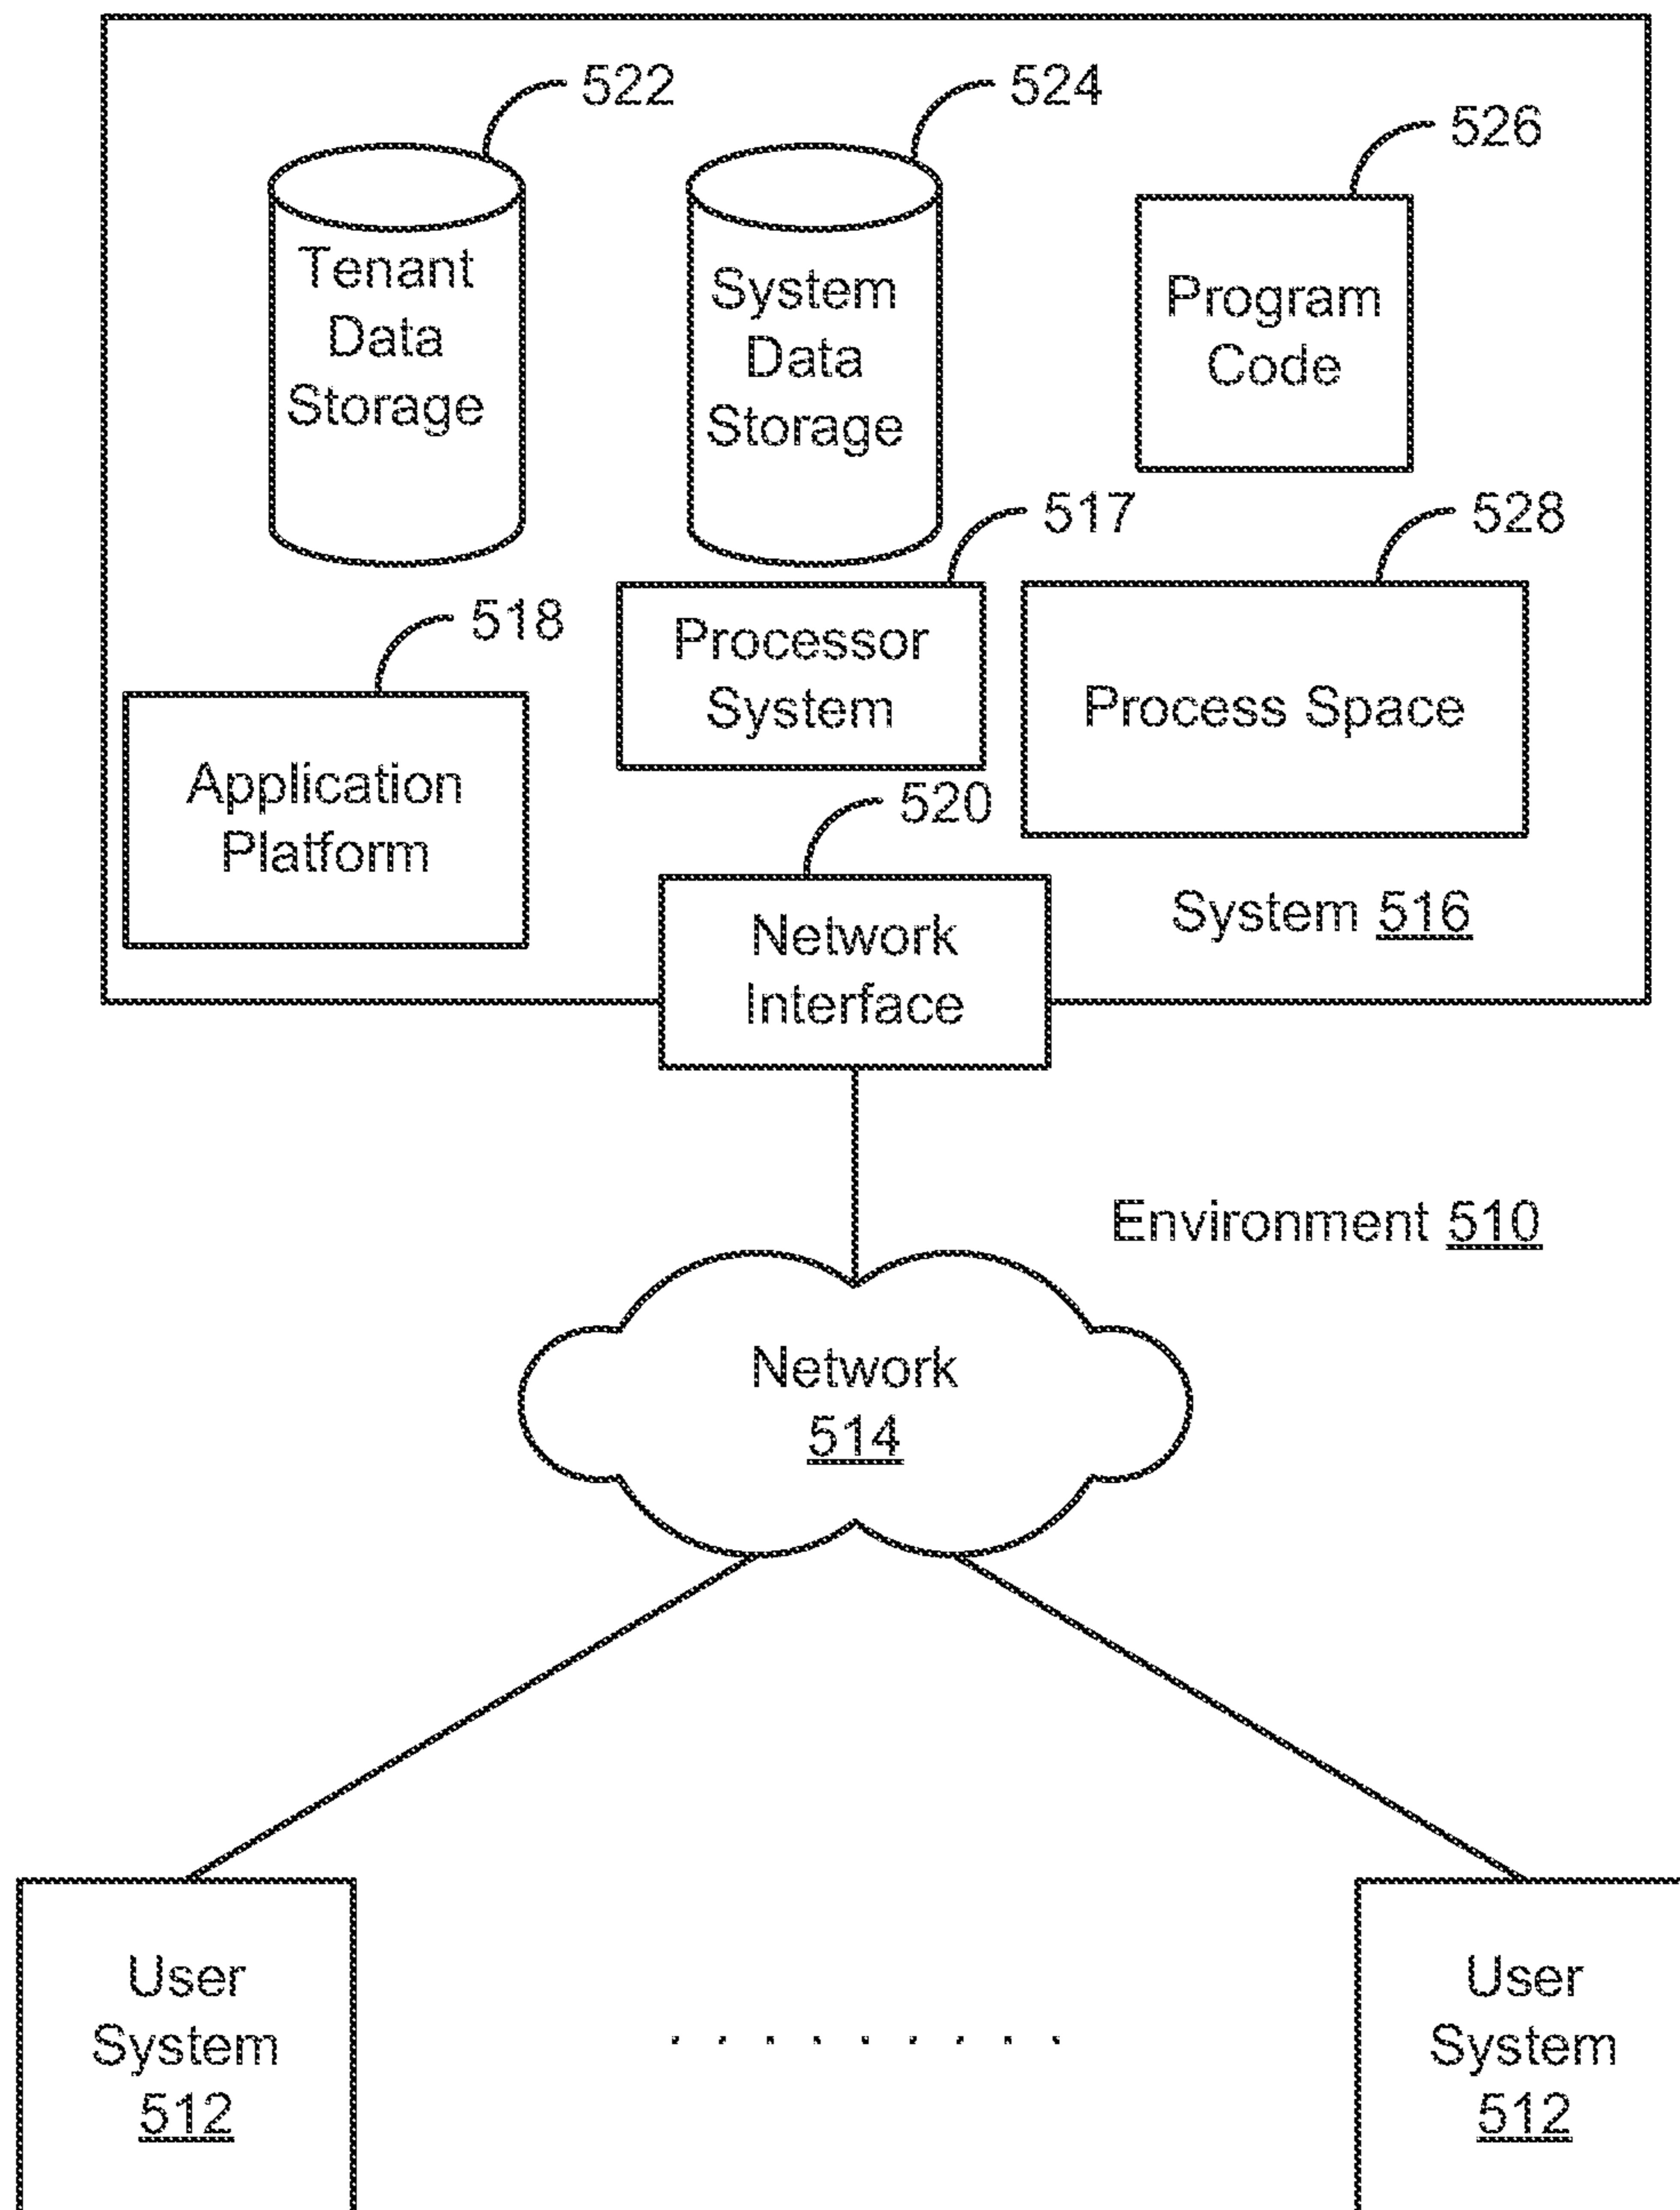 522
524
526
Tenant
Data
Storage
System
Data
Storage
Program
Code
517
528
518
Processor
System
Process Space
Application
Platform
520
Network
Interface
System 516
Environment 510
Network
514
User
System
512
User
System
512